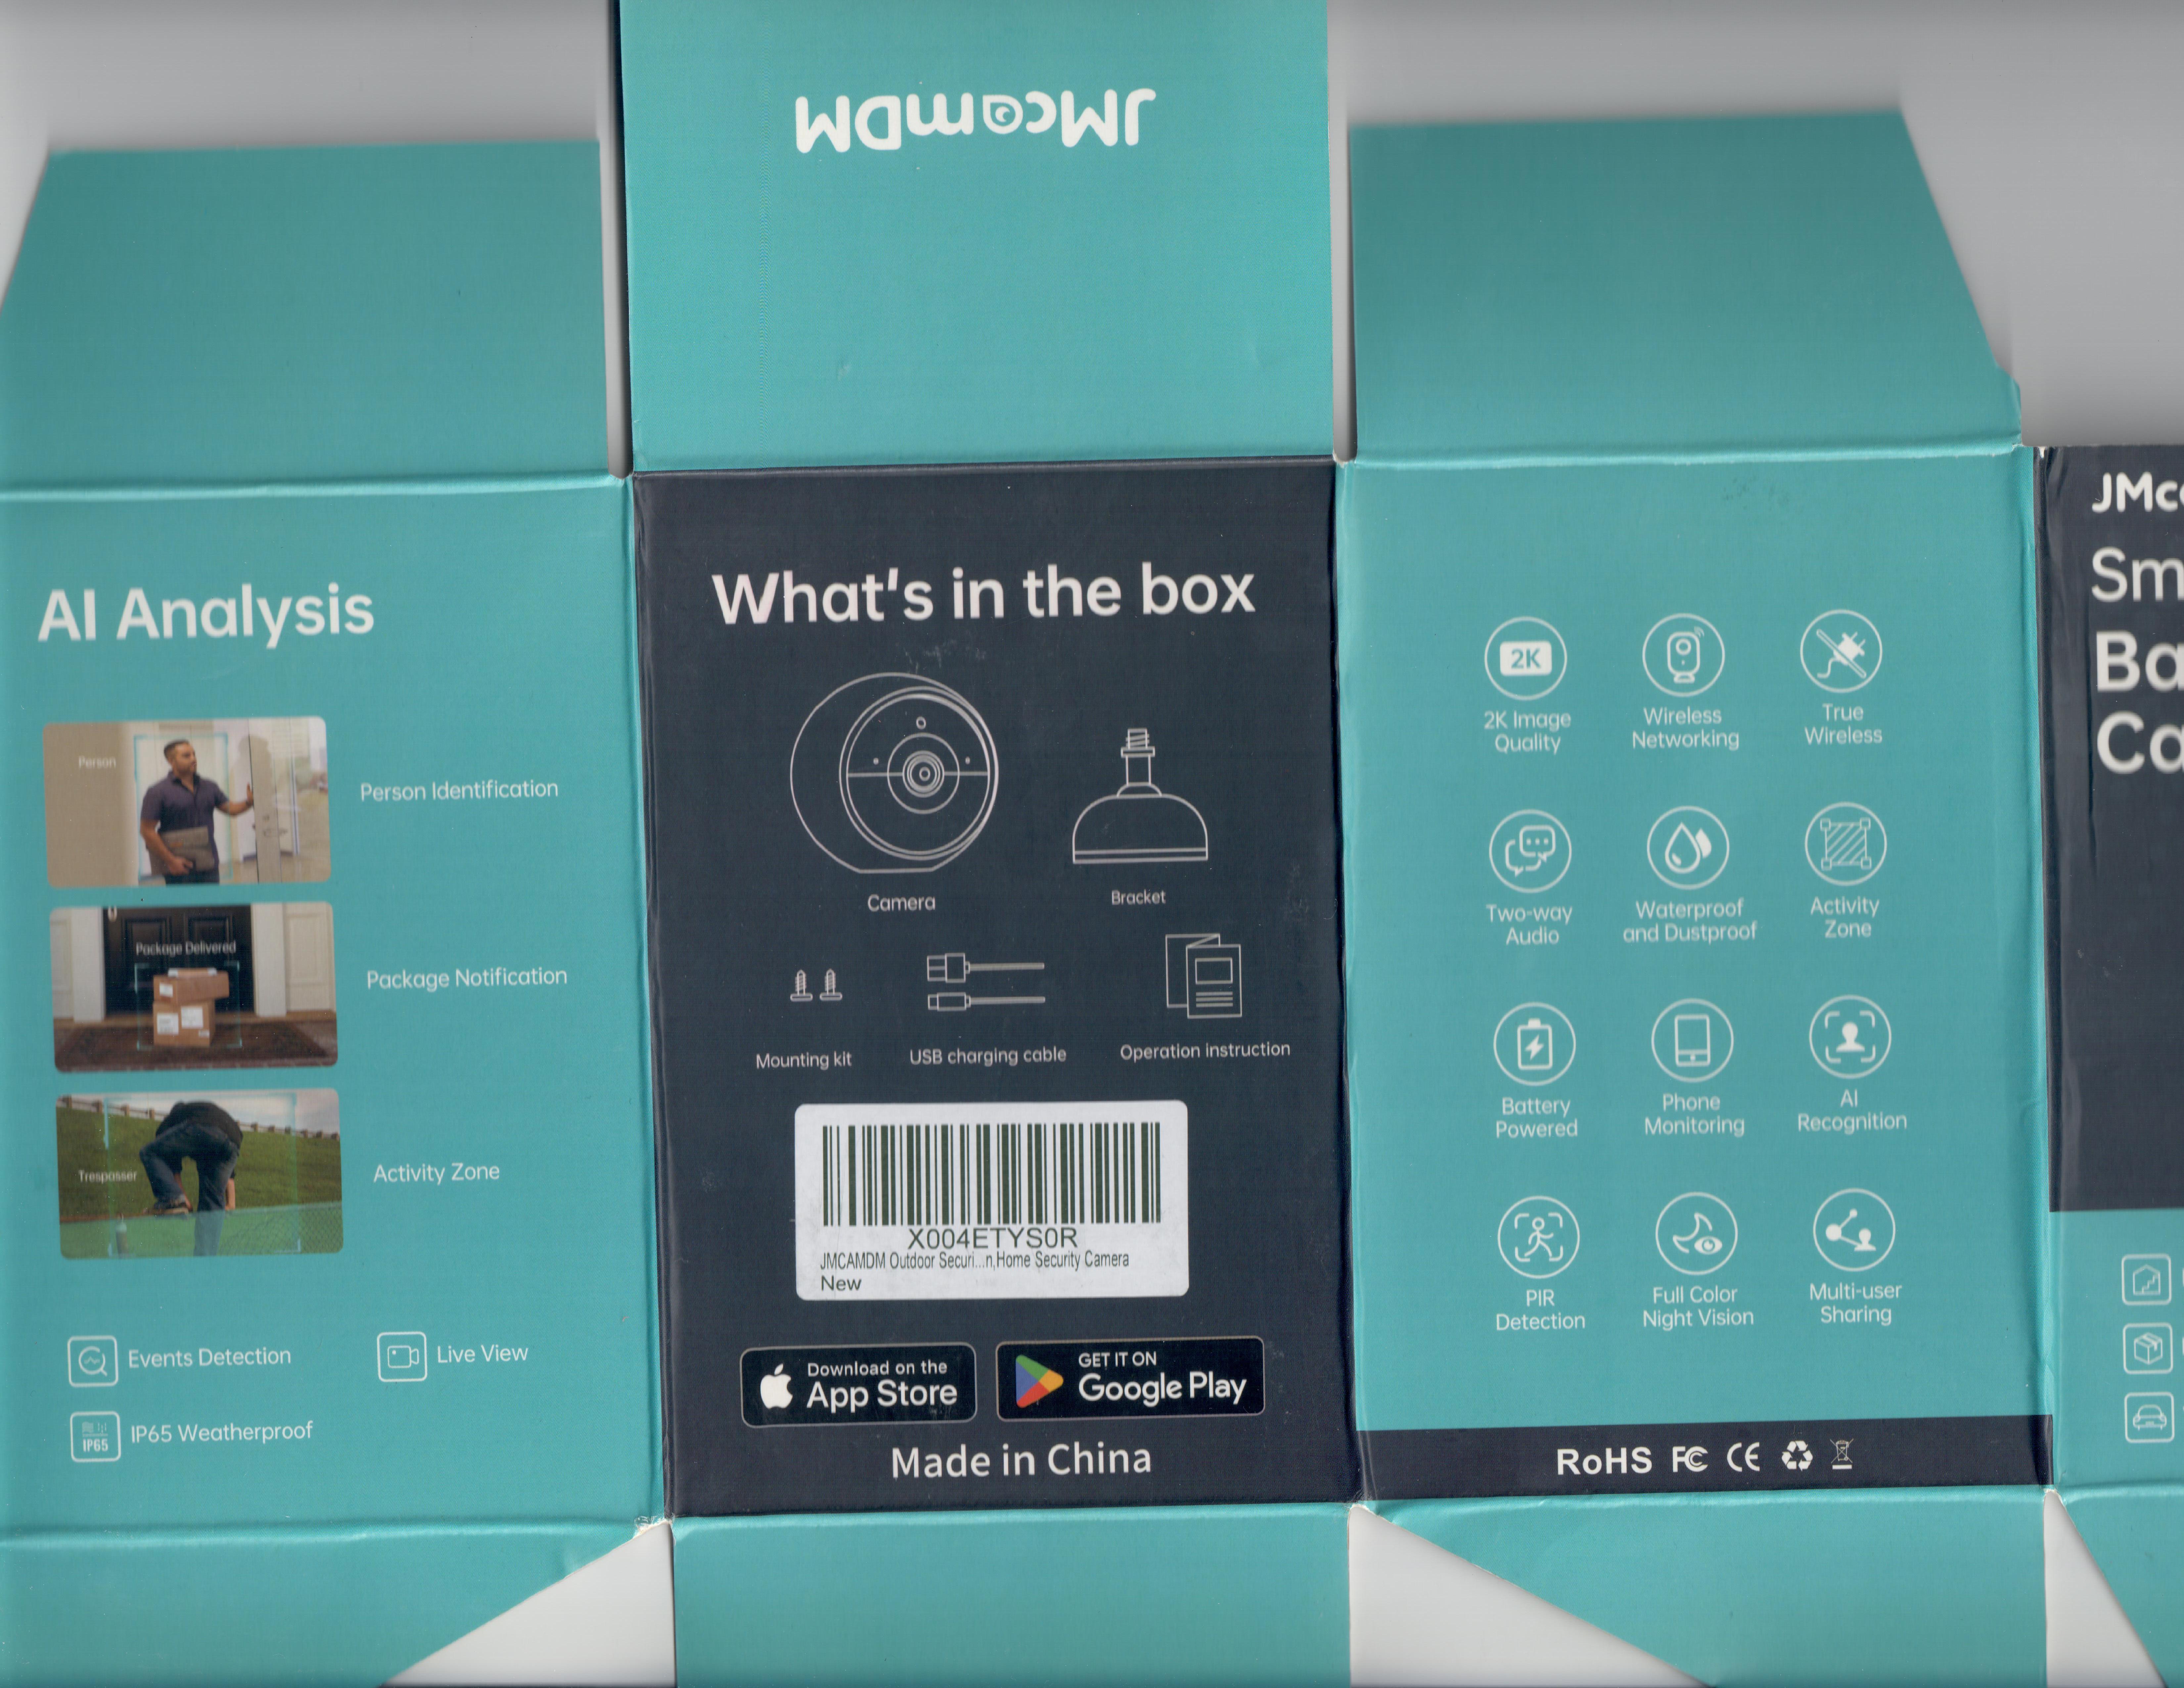 JMcamDM
AI Analysis
Person
Person Identification
Package Delivered
Package Notification
Trespasser
Activity Zone
Events Detection
Live View
IP65
IP65 Weatherproof
What's in the box
Camera
Bracket
Mounting kit
USB charging cable
Operation instruction
X004ETYS0R
JMCAMDM Outdoor Securi...n,Home Security Camera
New
Download on the
App Store
GET IT ON
Google Play
Made in China
2K
2K Image
Quality
Wireless
Networking
True
Wireless
Two-way
Audio
Waterproof
and Dustproof
Activity
Zone
Battery
Powered
Phone
Monitoring
AI
Recognition
PIR
Detection
Full Color
Night Vision
Multi-user
Sharing
RoHS FC CE
JMc
Sm
Ba
Ca